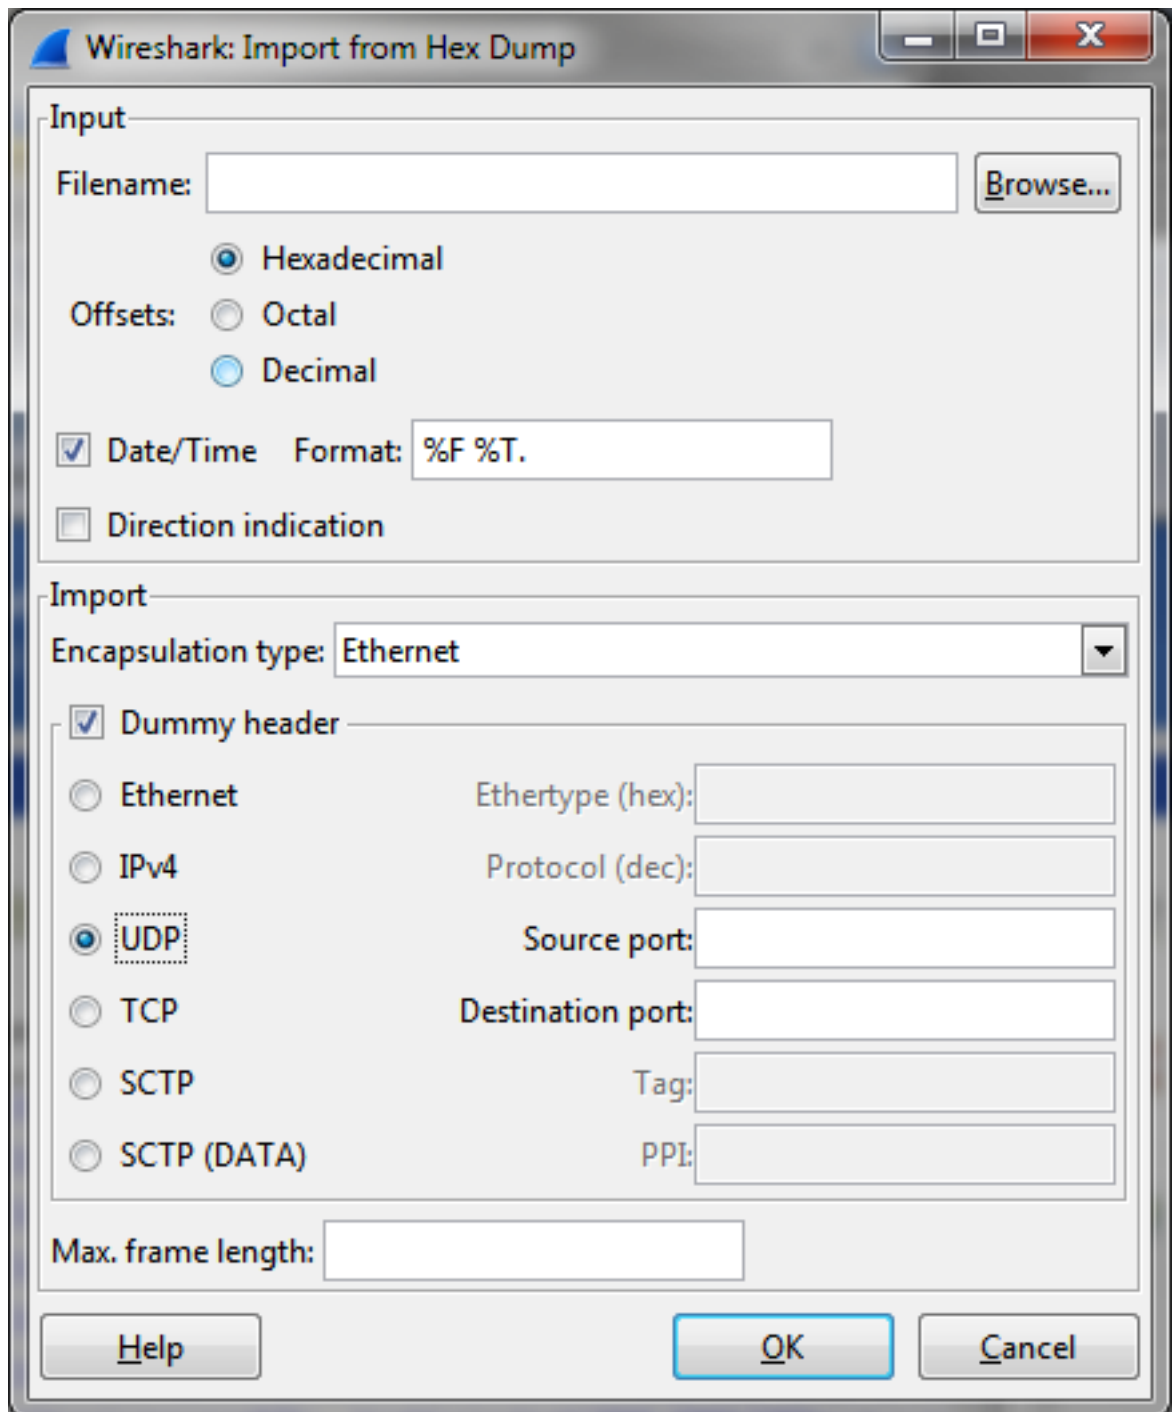 Wireshark: Import from Hex Dump
Input
Filename: Browse...
Hexadecimal
Offsets: Octal
Decimal
Date/Time Format: %F %T.
Direction indication
Import
Encapsulation type: Ethernet
Dummy header
Ethernet Ethertype (hex):
IPv4 Protocol (dec):
UDP Source port:
TCP Destination port:
SCTP Tag:
SCTP (DATA) PPI:
Max. frame length:
Help OK Cancel